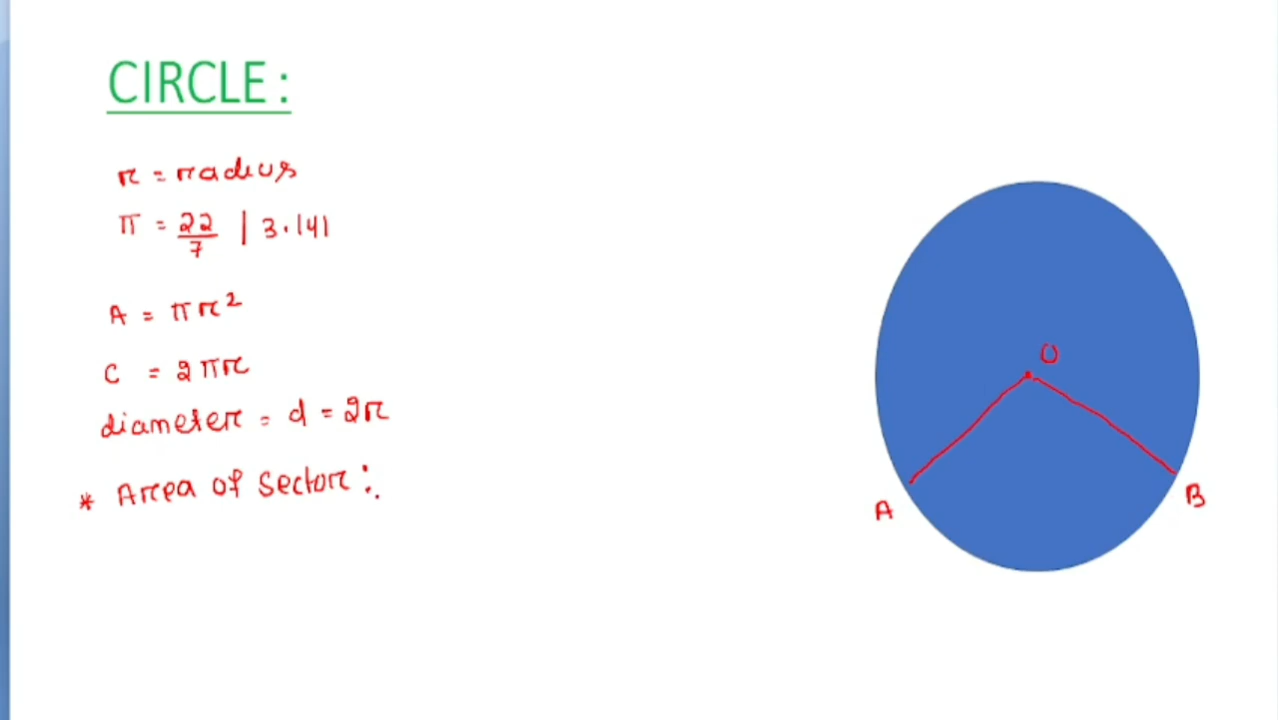 CIRCLE :
r = radius
π = 22/7 | 3.141
A = πr²
C = 2πr
diameter = d = 2r
* Area of Sector :.
O
A
B